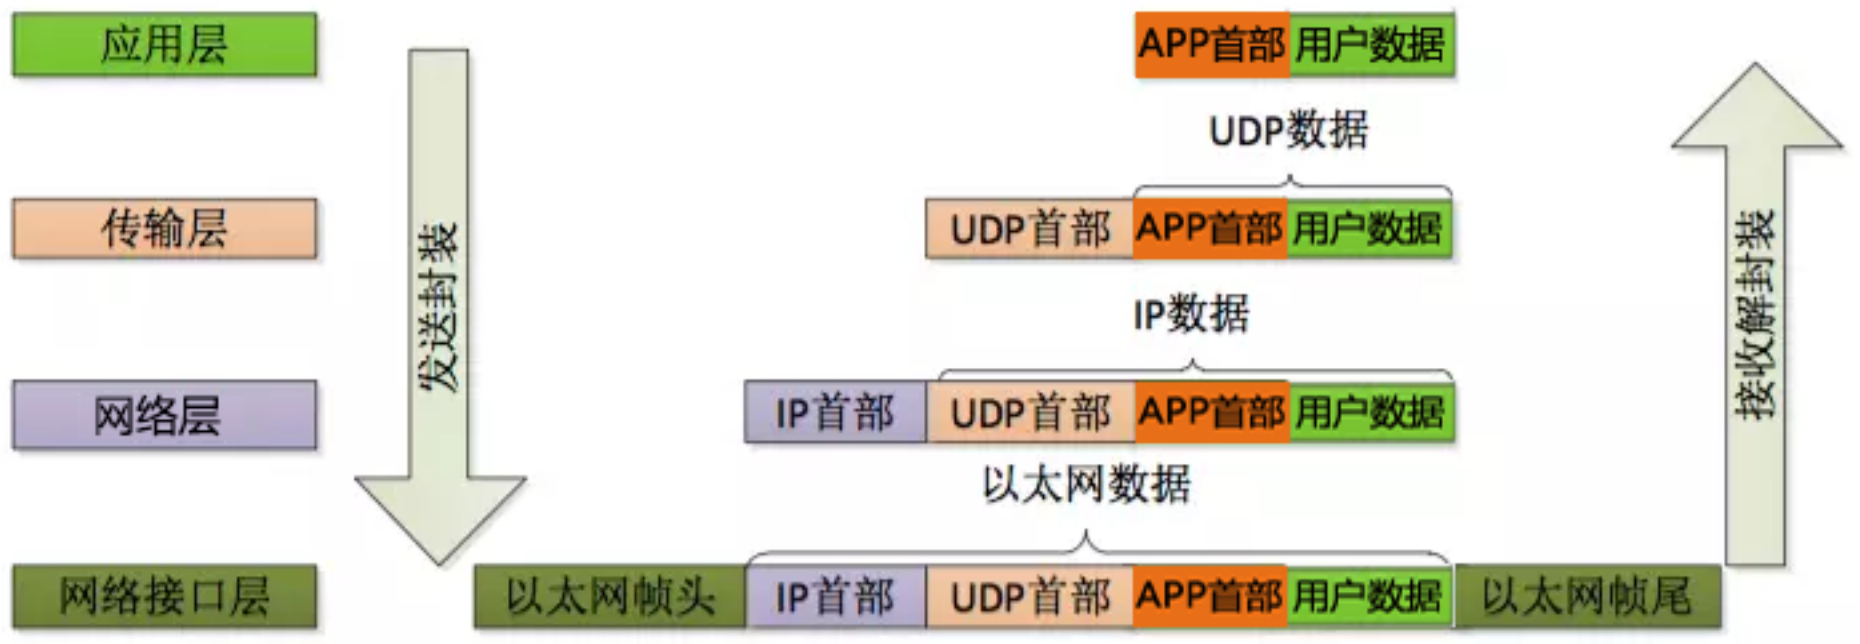 应用层
APP首部 用户数据
UDP数据
传输层
UDP首部 APP首部 用户数据
发送封装
接收解封装
IP数据
网络层
IP首部 UDP首部 APP首部 用户数据
以太网数据
网络接口层
以太网帧头 IP首部 UDP首部 APP首部 用户数据 以太网帧尾